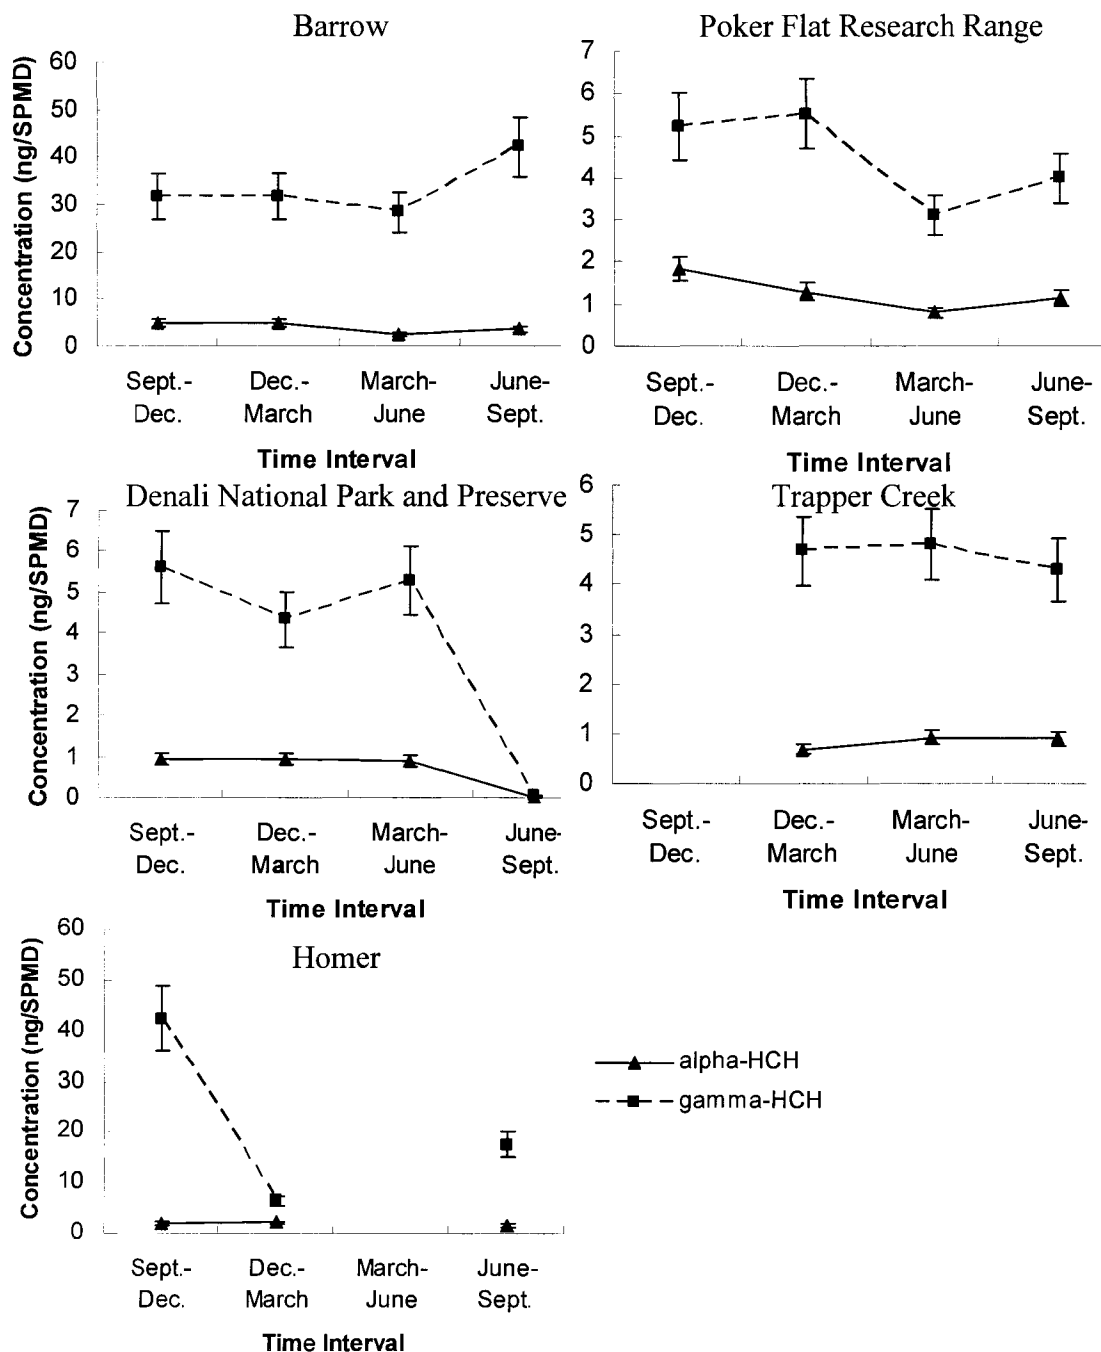 Barrow
Concentration (ng/SPMD)
60
50
40
30
20
10
0
Sept.- Dec.- March- June-
Dec. March June Sept.
Time Interval
Poker Flat Research Range
7
6
5
4
3
2
1
0
Sept.- Dec.- March- June-
Dec. March June Sept.
Time Interval
Denali National Park and Preserve
Concentration (ng/SPMD)
7
6
5
4
3
2
1
0
Sept.- Dec.- March- June-
Dec. March June Sept.
Time Interval
Trapper Creek
6
5
4
3
2
1
0
Sept.- Dec.- March- June-
Dec. March June Sept.
Time Interval
Homer
Concentration (ng/SPMD)
60
50
40
30
20
10
0
Sept.- Dec.- March- June-
Dec. March June Sept.
Time Interval
alpha-HCH
gamma-HCH